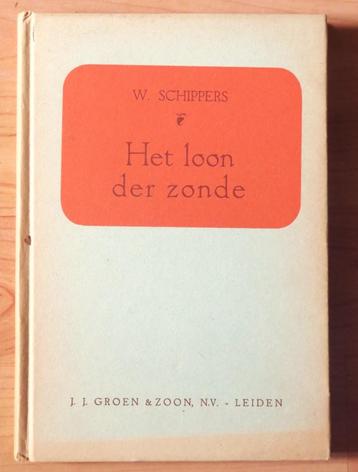 W. SCHIPPERS
Het loon
der zonde
J. J. GROEN & ZOON, N.V. - LEIDEN